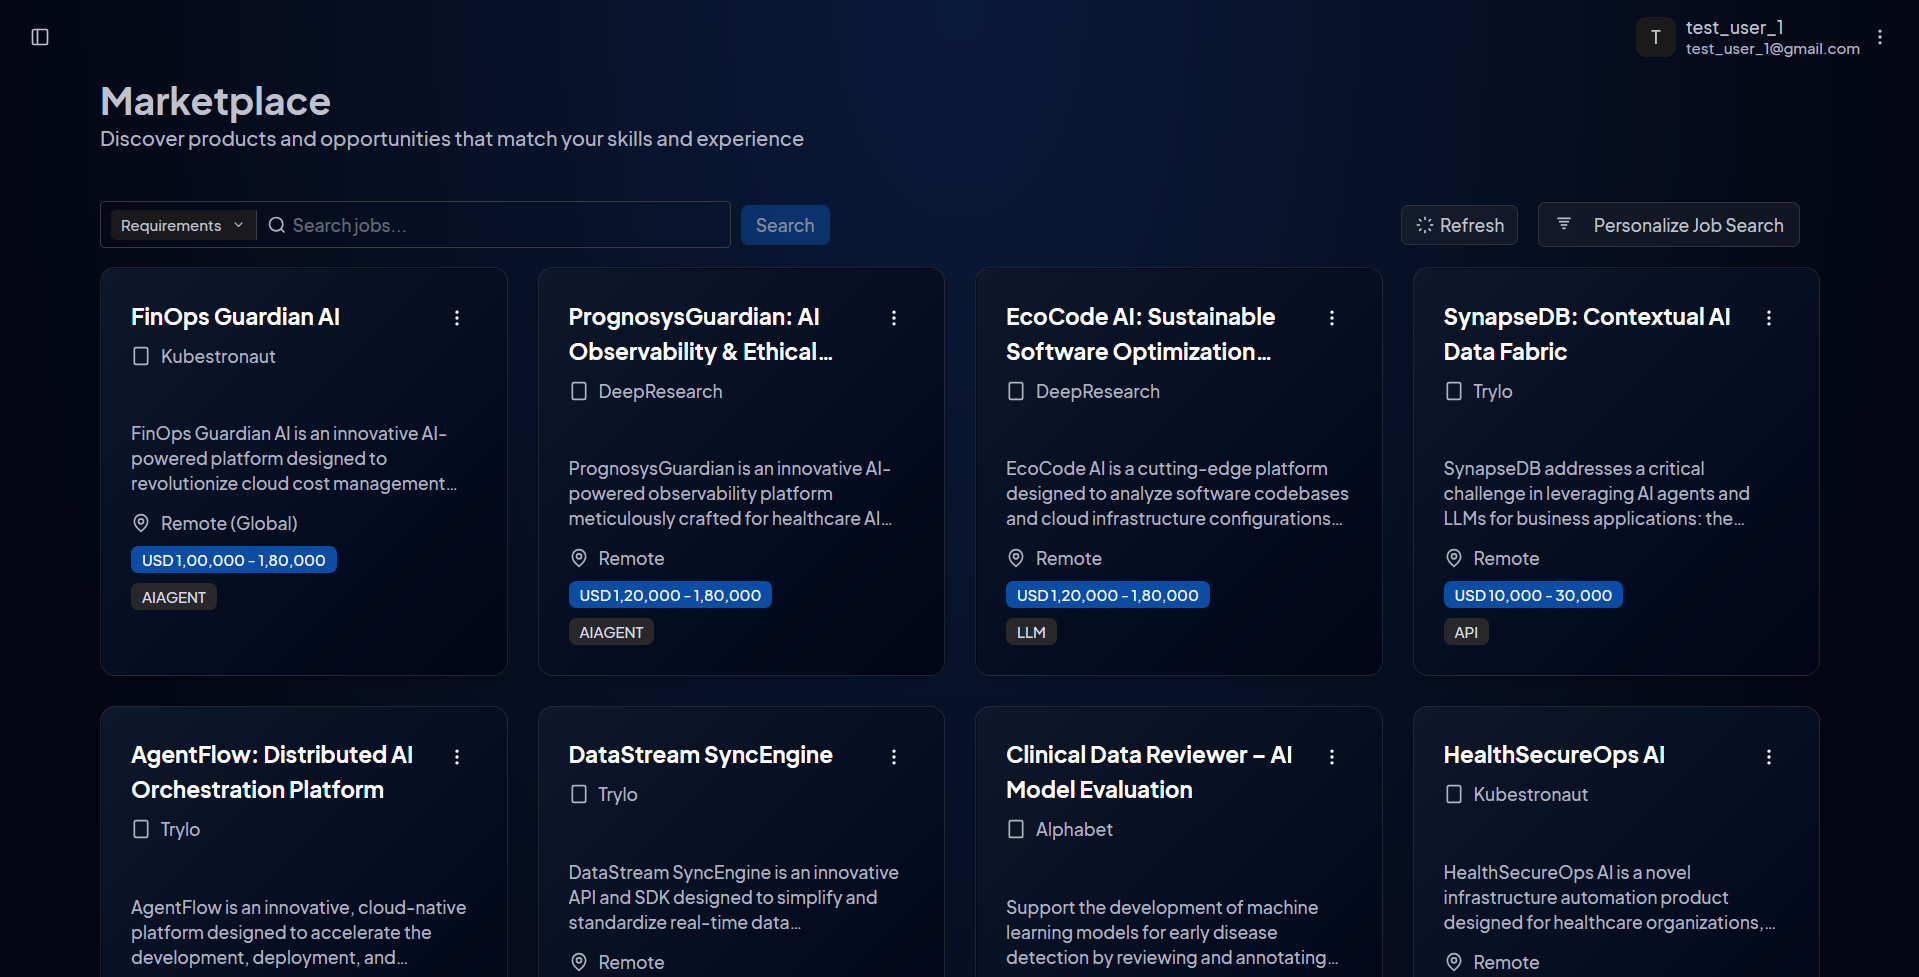 T
test_user_1
test_user_1@gmail.com
Marketplace
Discover products and opportunities that match your skills and experience
Requirements
Search jobs...
Search
Refresh
Personalize Job Search
FinOps Guardian AI
Kubestronaut
FinOps Guardian AI is an innovative AI-
powered platform designed to
revolutionize cloud cost management...
Remote (Global)
USD 1,00,000 - 1,80,000
AIAGENT
PrognosysGuardian: AI
Observability & Ethical...
DeepResearch
PrognosysGuardian is an innovative AI-
powered observability platform
meticulously crafted for healthcare AI...
Remote
USD 1,20,000 - 1,80,000
AIAGENT
EcoCode AI: Sustainable
Software Optimization...
DeepResearch
EcoCode AI is a cutting-edge platform
designed to analyze software codebases
and cloud infrastructure configurations...
Remote
USD 1,20,000 - 1,80,000
LLM
SynapseDB: Contextual AI
Data Fabric
Trylo
SynapseDB addresses a critical
challenge in leveraging AI agents and
LLMs for business applications: the...
Remote
USD 10,000 - 30,000
API
AgentFlow: Distributed AI
Orchestration Platform
Trylo
AgentFlow is an innovative, cloud-native
platform designed to accelerate the
development, deployment, and...
DataStream SyncEngine
Trylo
DataStream SyncEngine is an innovative
API and SDK designed to simplify and
standardize real-time data...
Remote
Clinical Data Reviewer – AI
Model Evaluation
Alphabet
Support the development of machine
learning models for early disease
detection by reviewing and annotating...
HealthSecureOps AI
Kubestronaut
HealthSecureOps AI is a novel
infrastructure automation product
designed for healthcare organizations,...
Remote